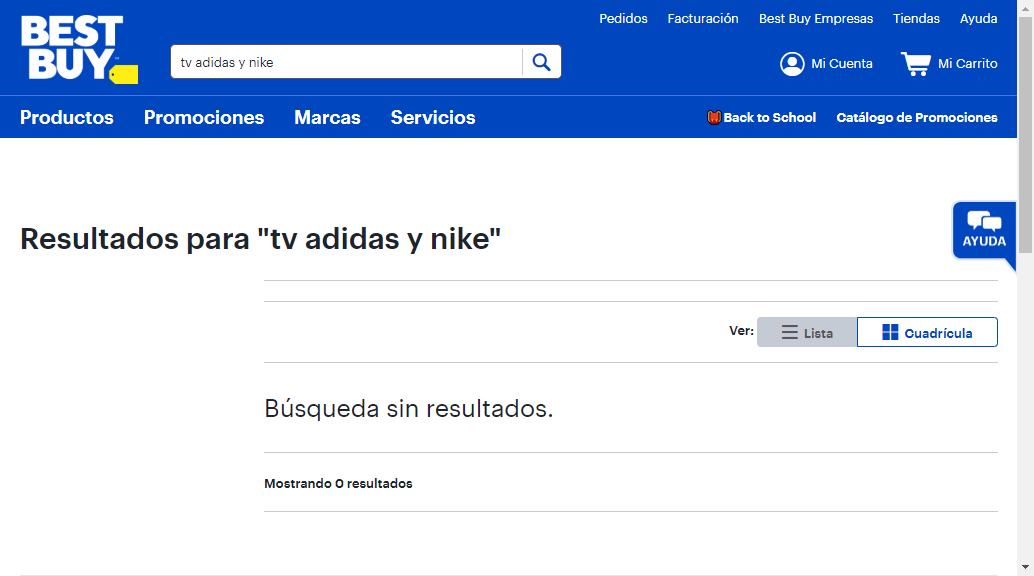 Pedidos Facturación Best Buy Empresas Tiendas Ayuda
BEST
BUY
tv adidas y nike
Mi Cuenta Mi Carrito
Productos Promociones Marcas Servicios Back to School Catálogo de Promociones
AYUDA
Resultados para "tv adidas y nike"
Ver: Lista Cuadrícula
Búsqueda sin resultados.
Mostrando 0 resultados